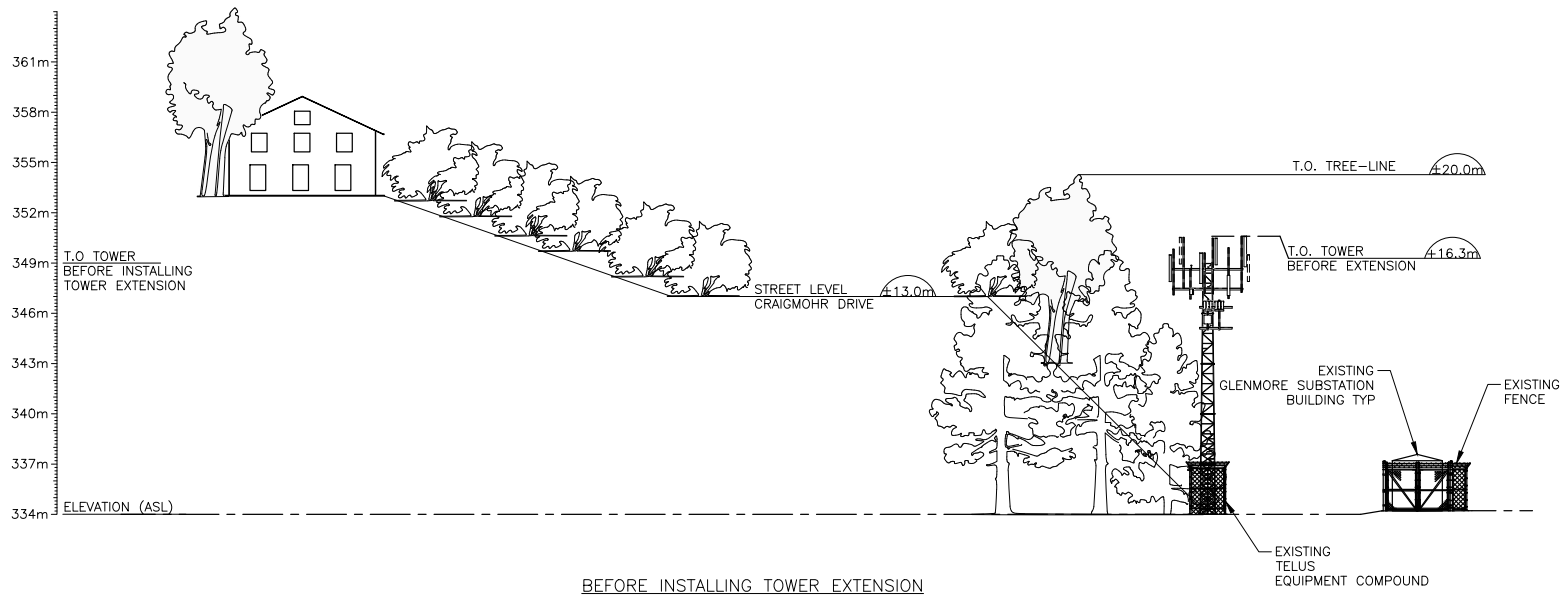 361m
358m
355m
352m
349m
346m
343m
340m
337m
334m
T.O TOWER
BEFORE INSTALLING
TOWER EXTENSION
ELEVATION (ASL)
STREET LEVEL
CRAIGMOHR DRIVE
±13.0m
T.O. TREE-LINE
±20.0m
T.O. TOWER
BEFORE EXTENSION
+16.3m
EXISTING
GLENMORE SUBSTATION
BUILDING TYP
EXISTING
FENCE
EXISTING
TELUS
EQUIPMENT COMPOUND
BEFORE INSTALLING TOWER EXTENSION